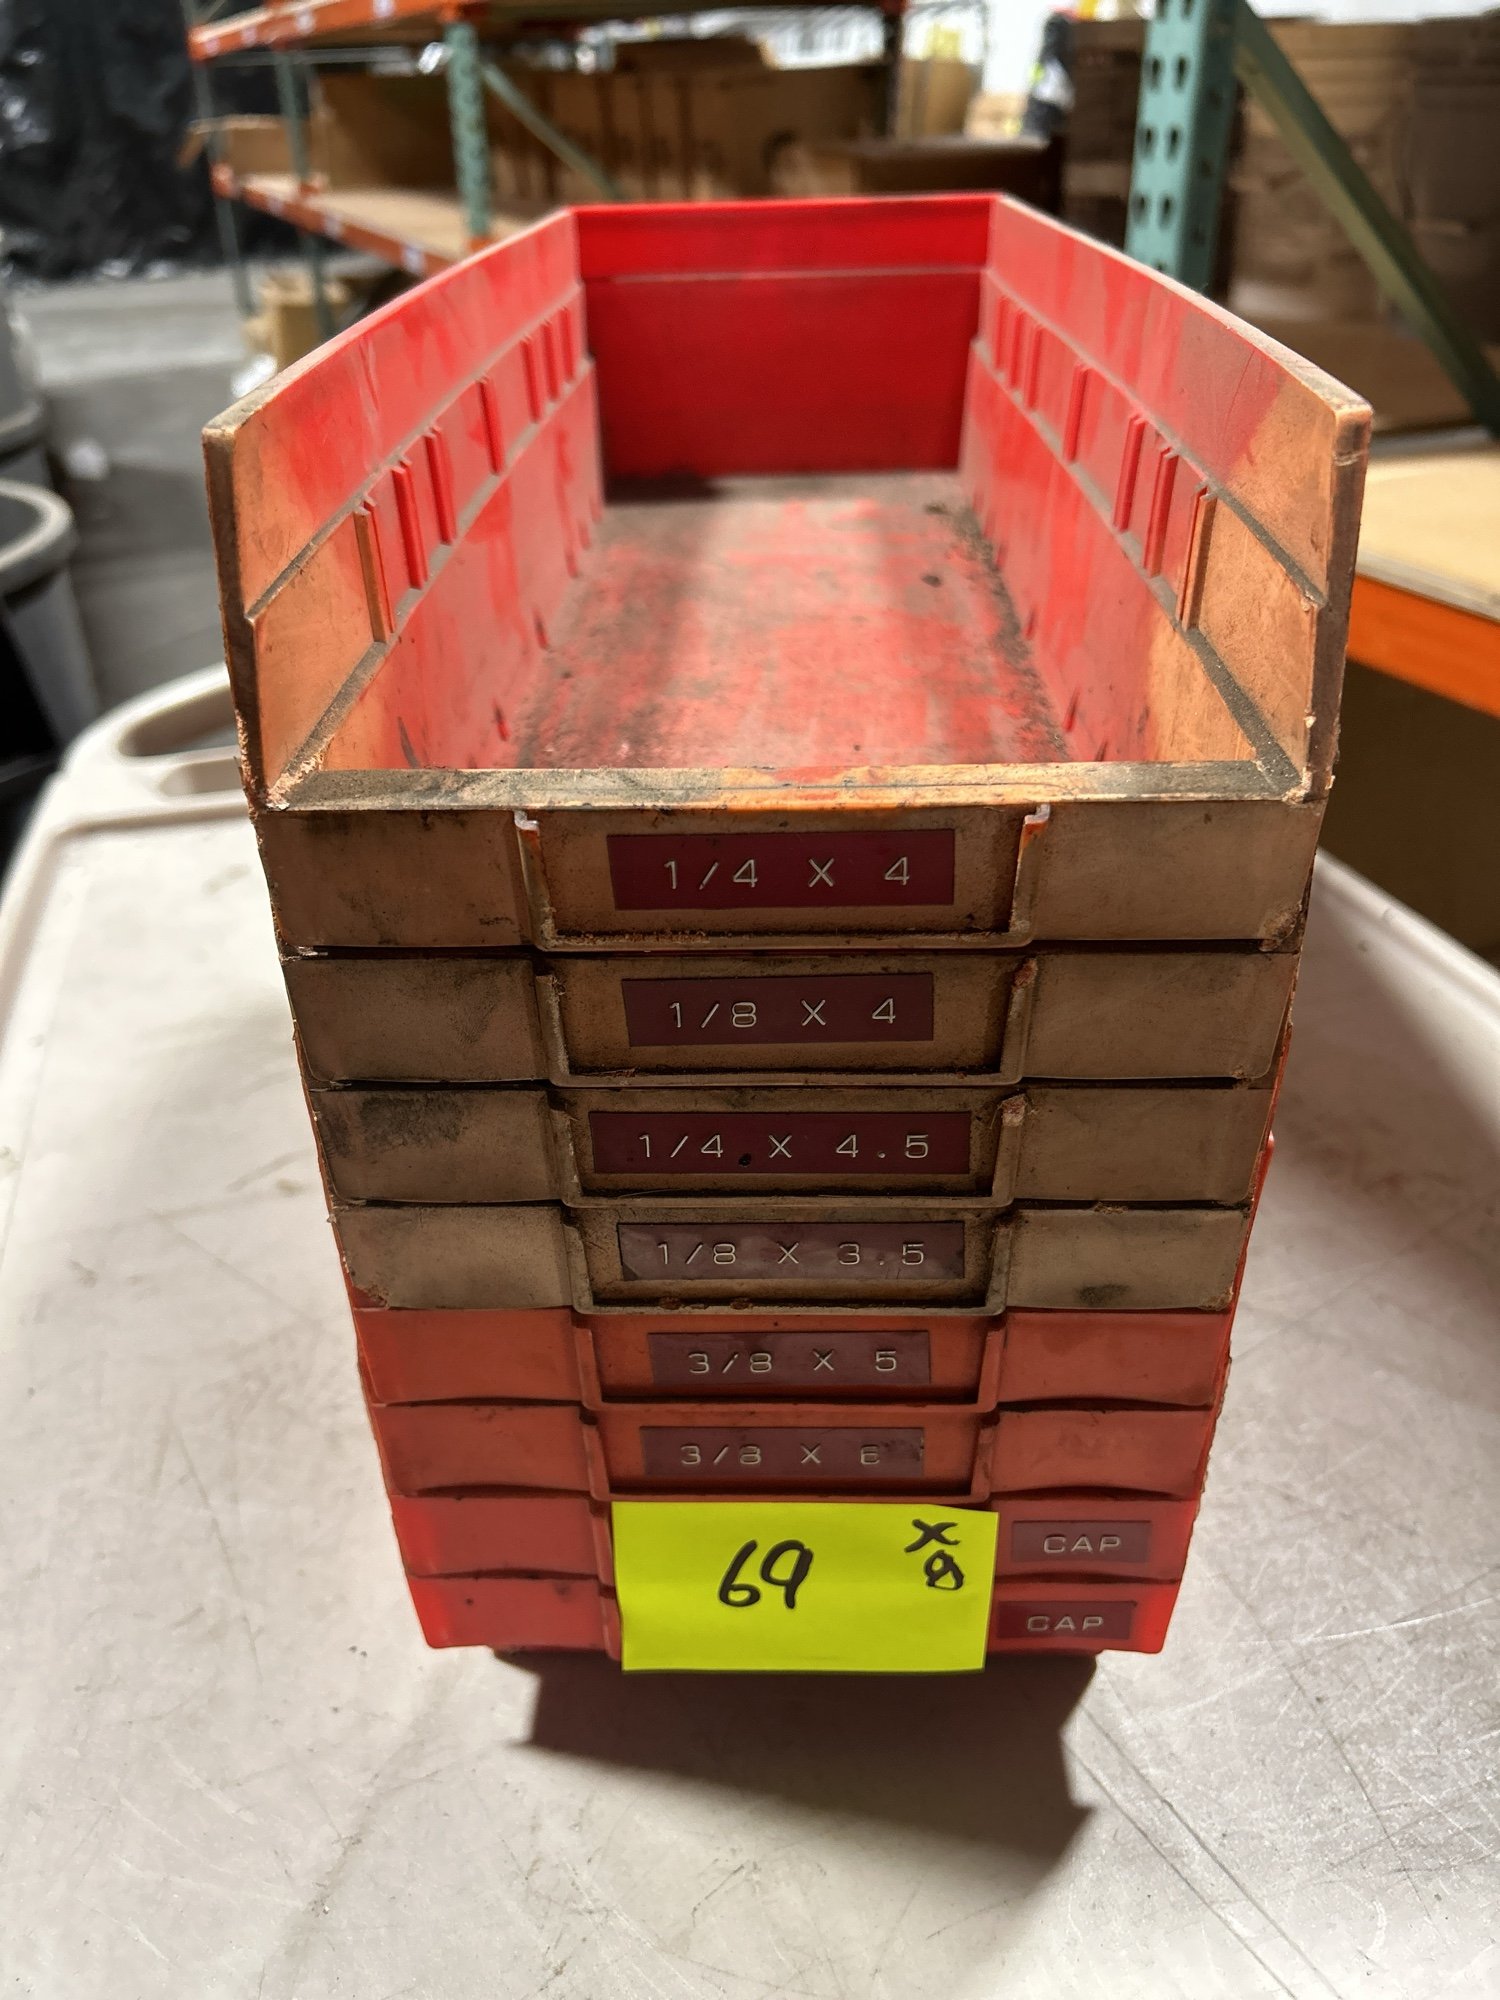 1/4 X 4
1/8 X 4
1/4 X 4.5
1/8 X 3.5
3/8 X 5
3/8 X 6
69
X
8
CAP
CAP